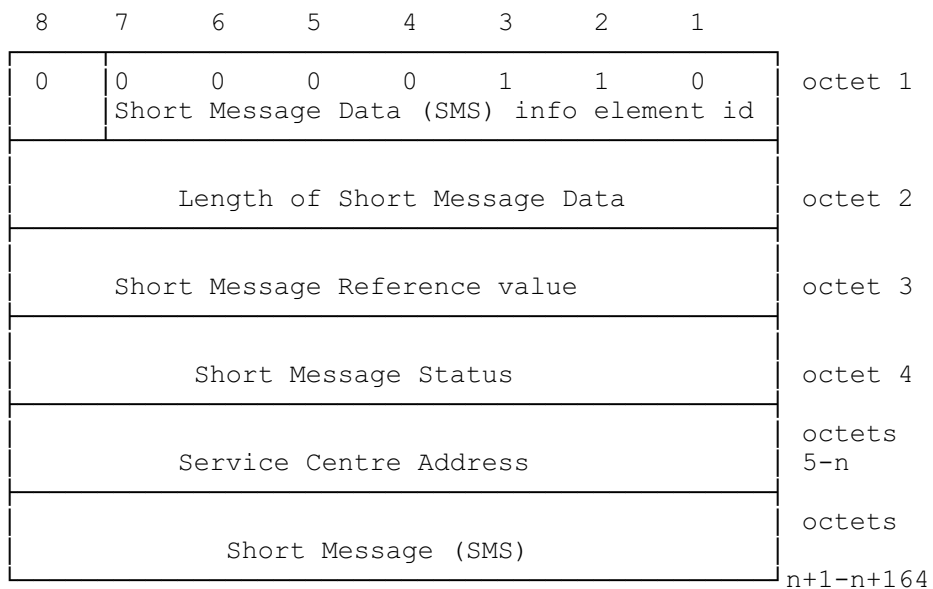 8 7 6 5 4 3 2 1
0 0 0 0 0 1 1 0 octet 1
Short Message Data (SMS) info element id
Length of Short Message Data octet 2
Short Message Reference value octet 3
Short Message Status octet 4
octets
Service Centre Address 5-n
octets
Short Message (SMS)
n+1-n+164